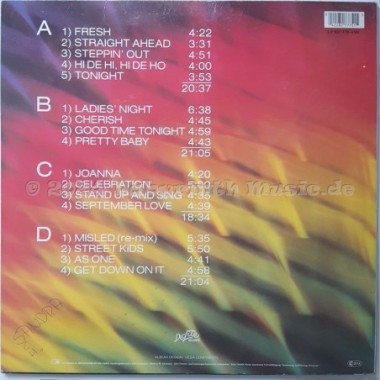 A
1) FRESH 4:22
2) STRAIGHT AHEAD 3:31
3) STEPPIN' OUT 4:51
4) HI DE HI, HI DE HO 4:00
5) TONIGHT 3:53
20:37
B
1) LADIES' NIGHT 6:38
2) CHERISH 4:45
3) GOOD TIME TONIGHT 4:59
4) PRETTY BABY 4:43
21:05
C
1) JOANNA 4:20
2) CELEBRATION
3) STAND UP AND SING 4:35
4) SEPTEMBER LOVE 4:39
18:34
D
1) MISLED (re-mix) 5:35
2) STREET KIDS 5:50
3) AS ONE 4:41
4) GET DOWN ON IT 4:58
21:04